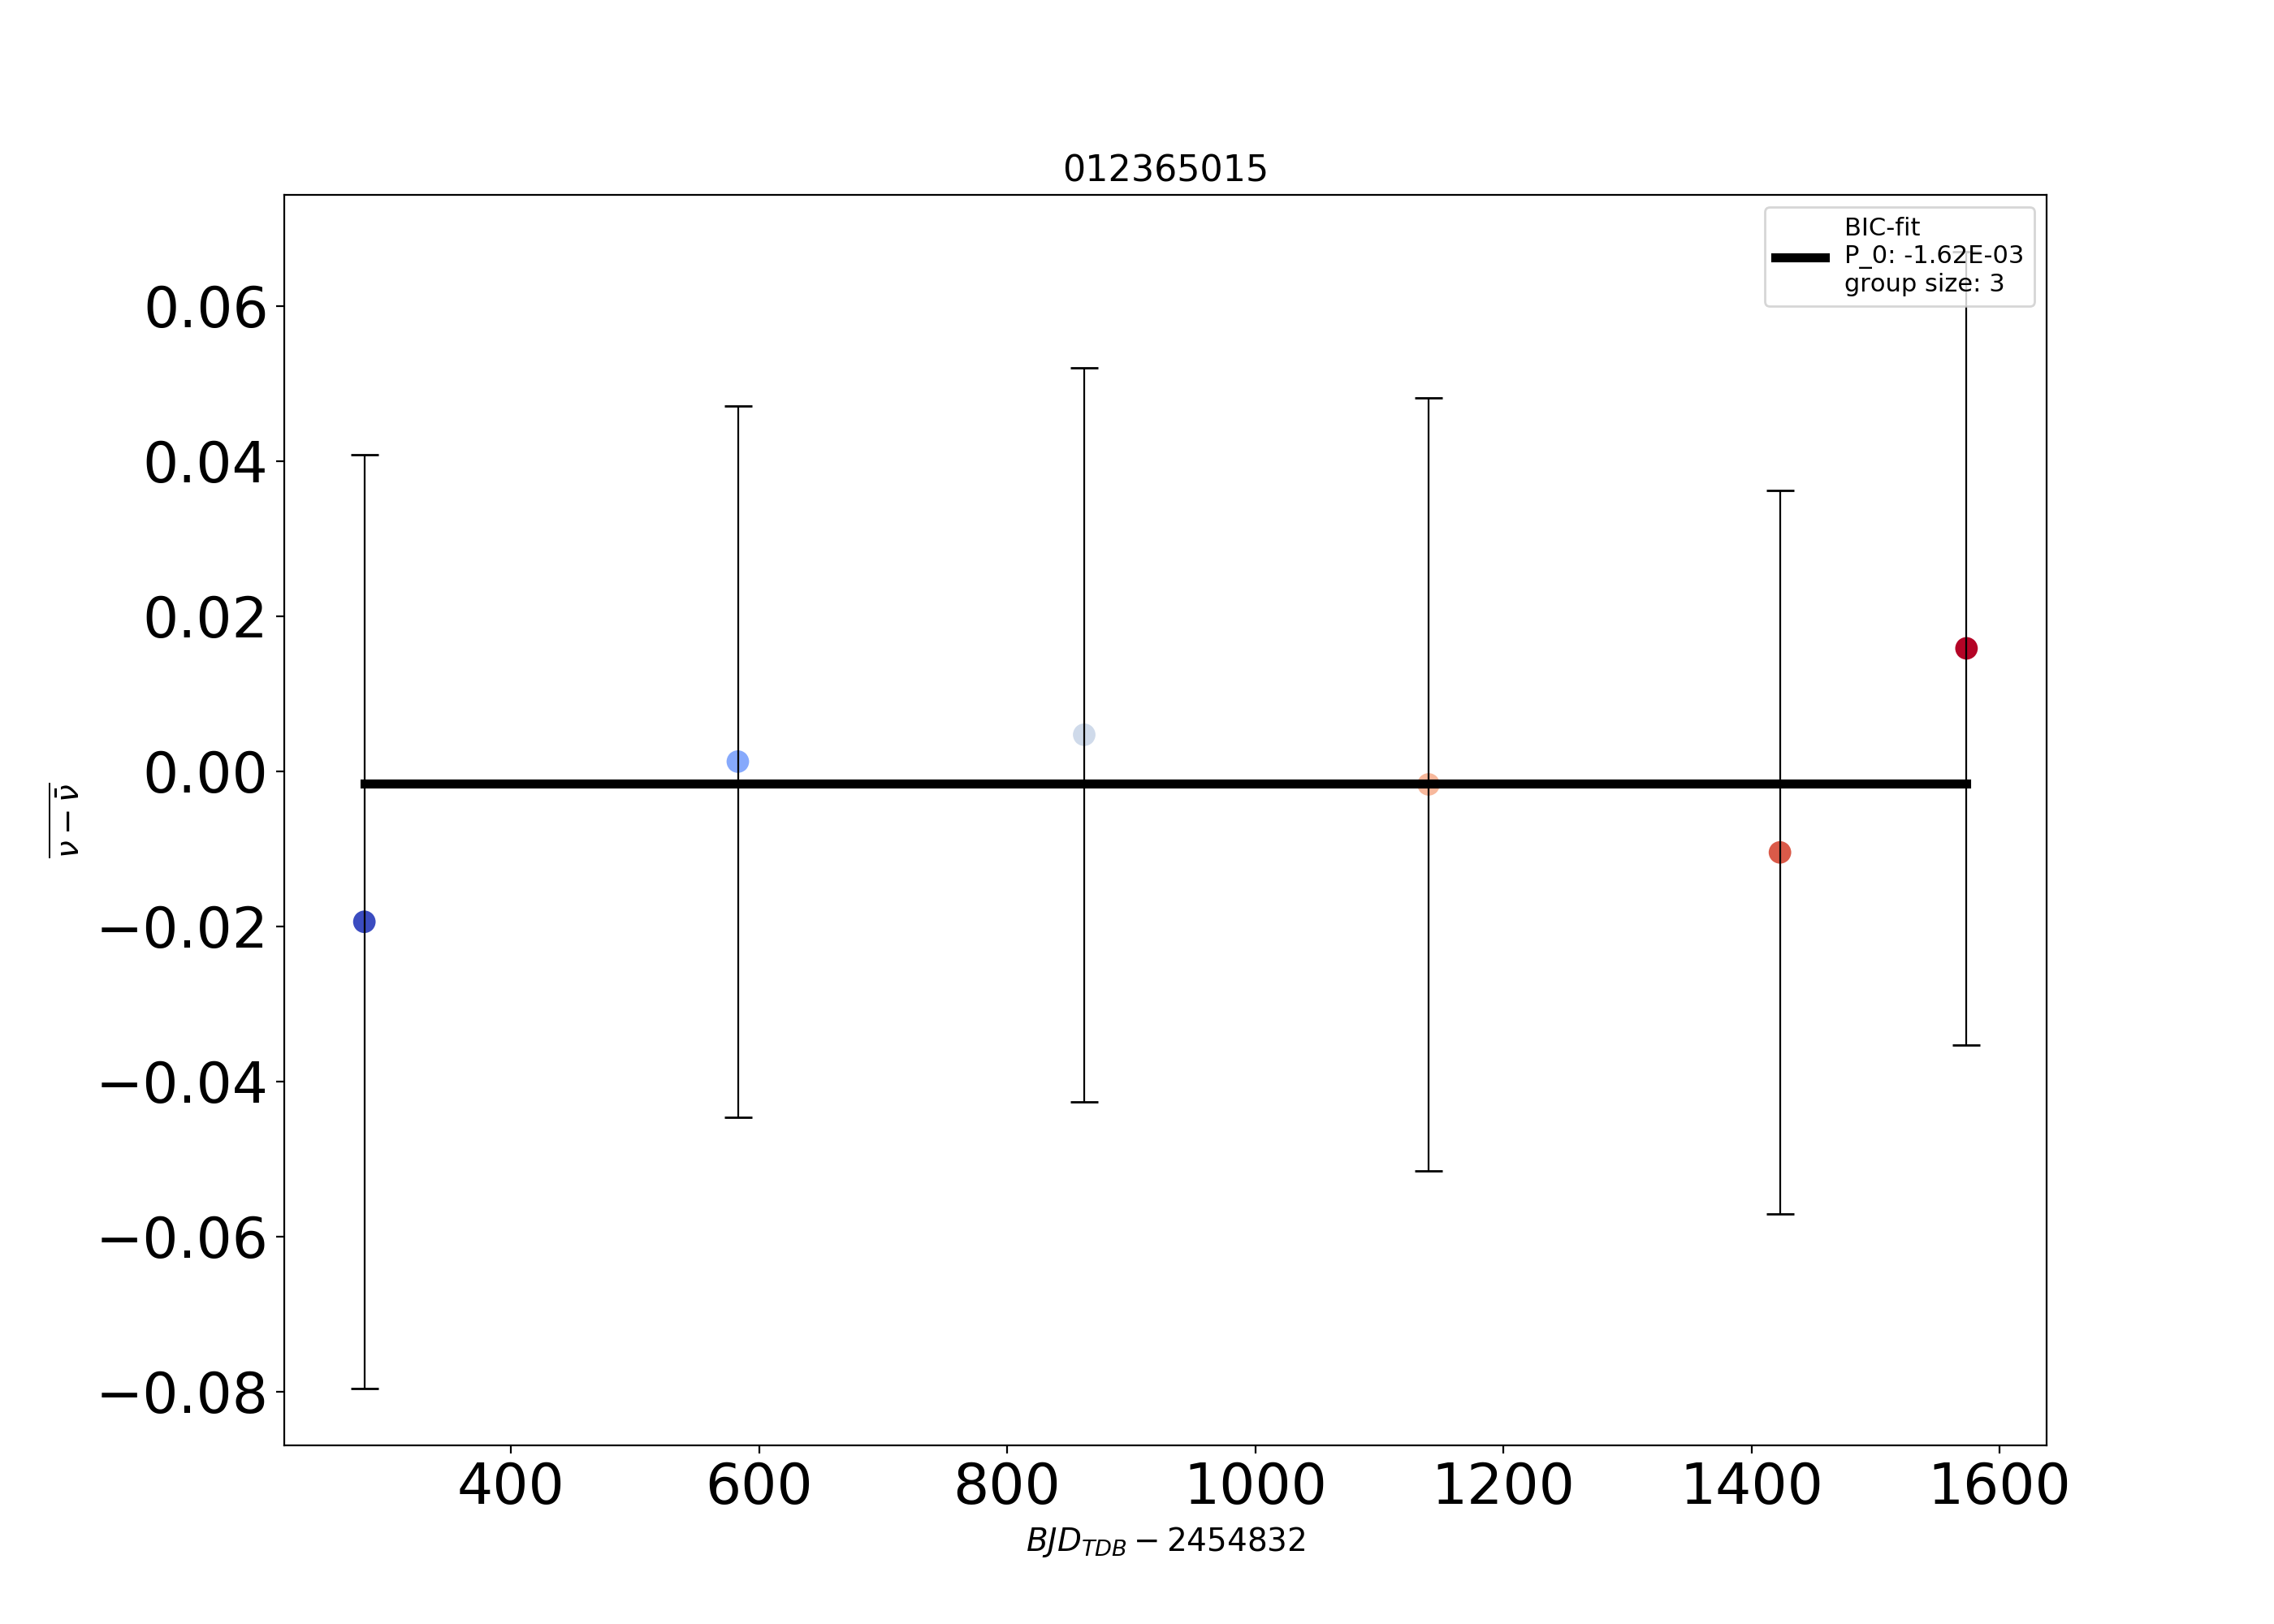 012365015
BIC-fit
P_0: -1.62E-03
group size: 3
0.06
0.04
0.02
0.00
−0.02
−0.04
−0.06
−0.08
ν − ν̄
400 600 800 1000 1200 1400 1600
BJD_TDB − 2454832